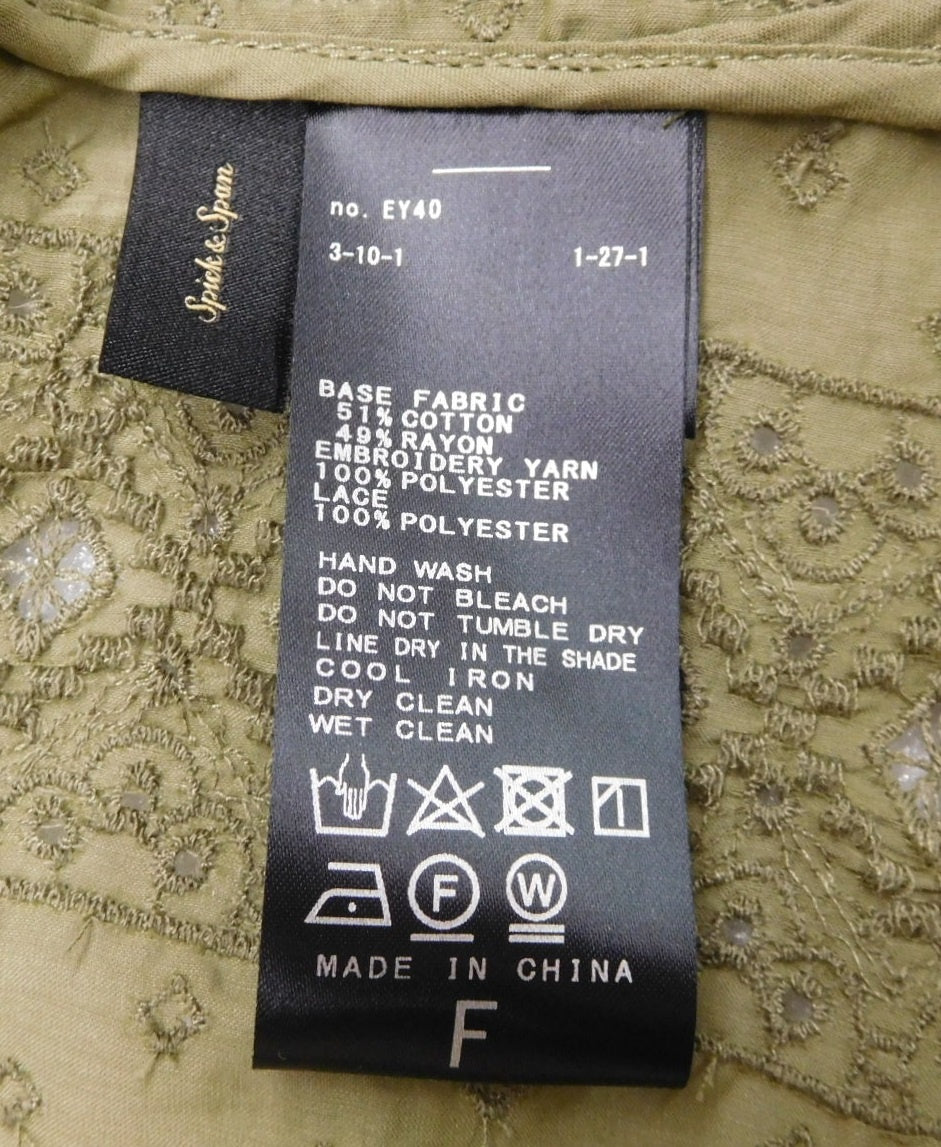 Spick & Span
no. EY40
3-10-1 1-27-1
BASE FABRIC
51% COTTON
49% RAYON
EMBROIDERY YARN
100% POLYESTER
LACE
100% POLYESTER
HAND WASH
DO NOT BLEACH
DO NOT TUMBLE DRY
LINE DRY IN THE SHADE
COOL IRON
DRY CLEAN
WET CLEAN
F W
MADE IN CHINA
F